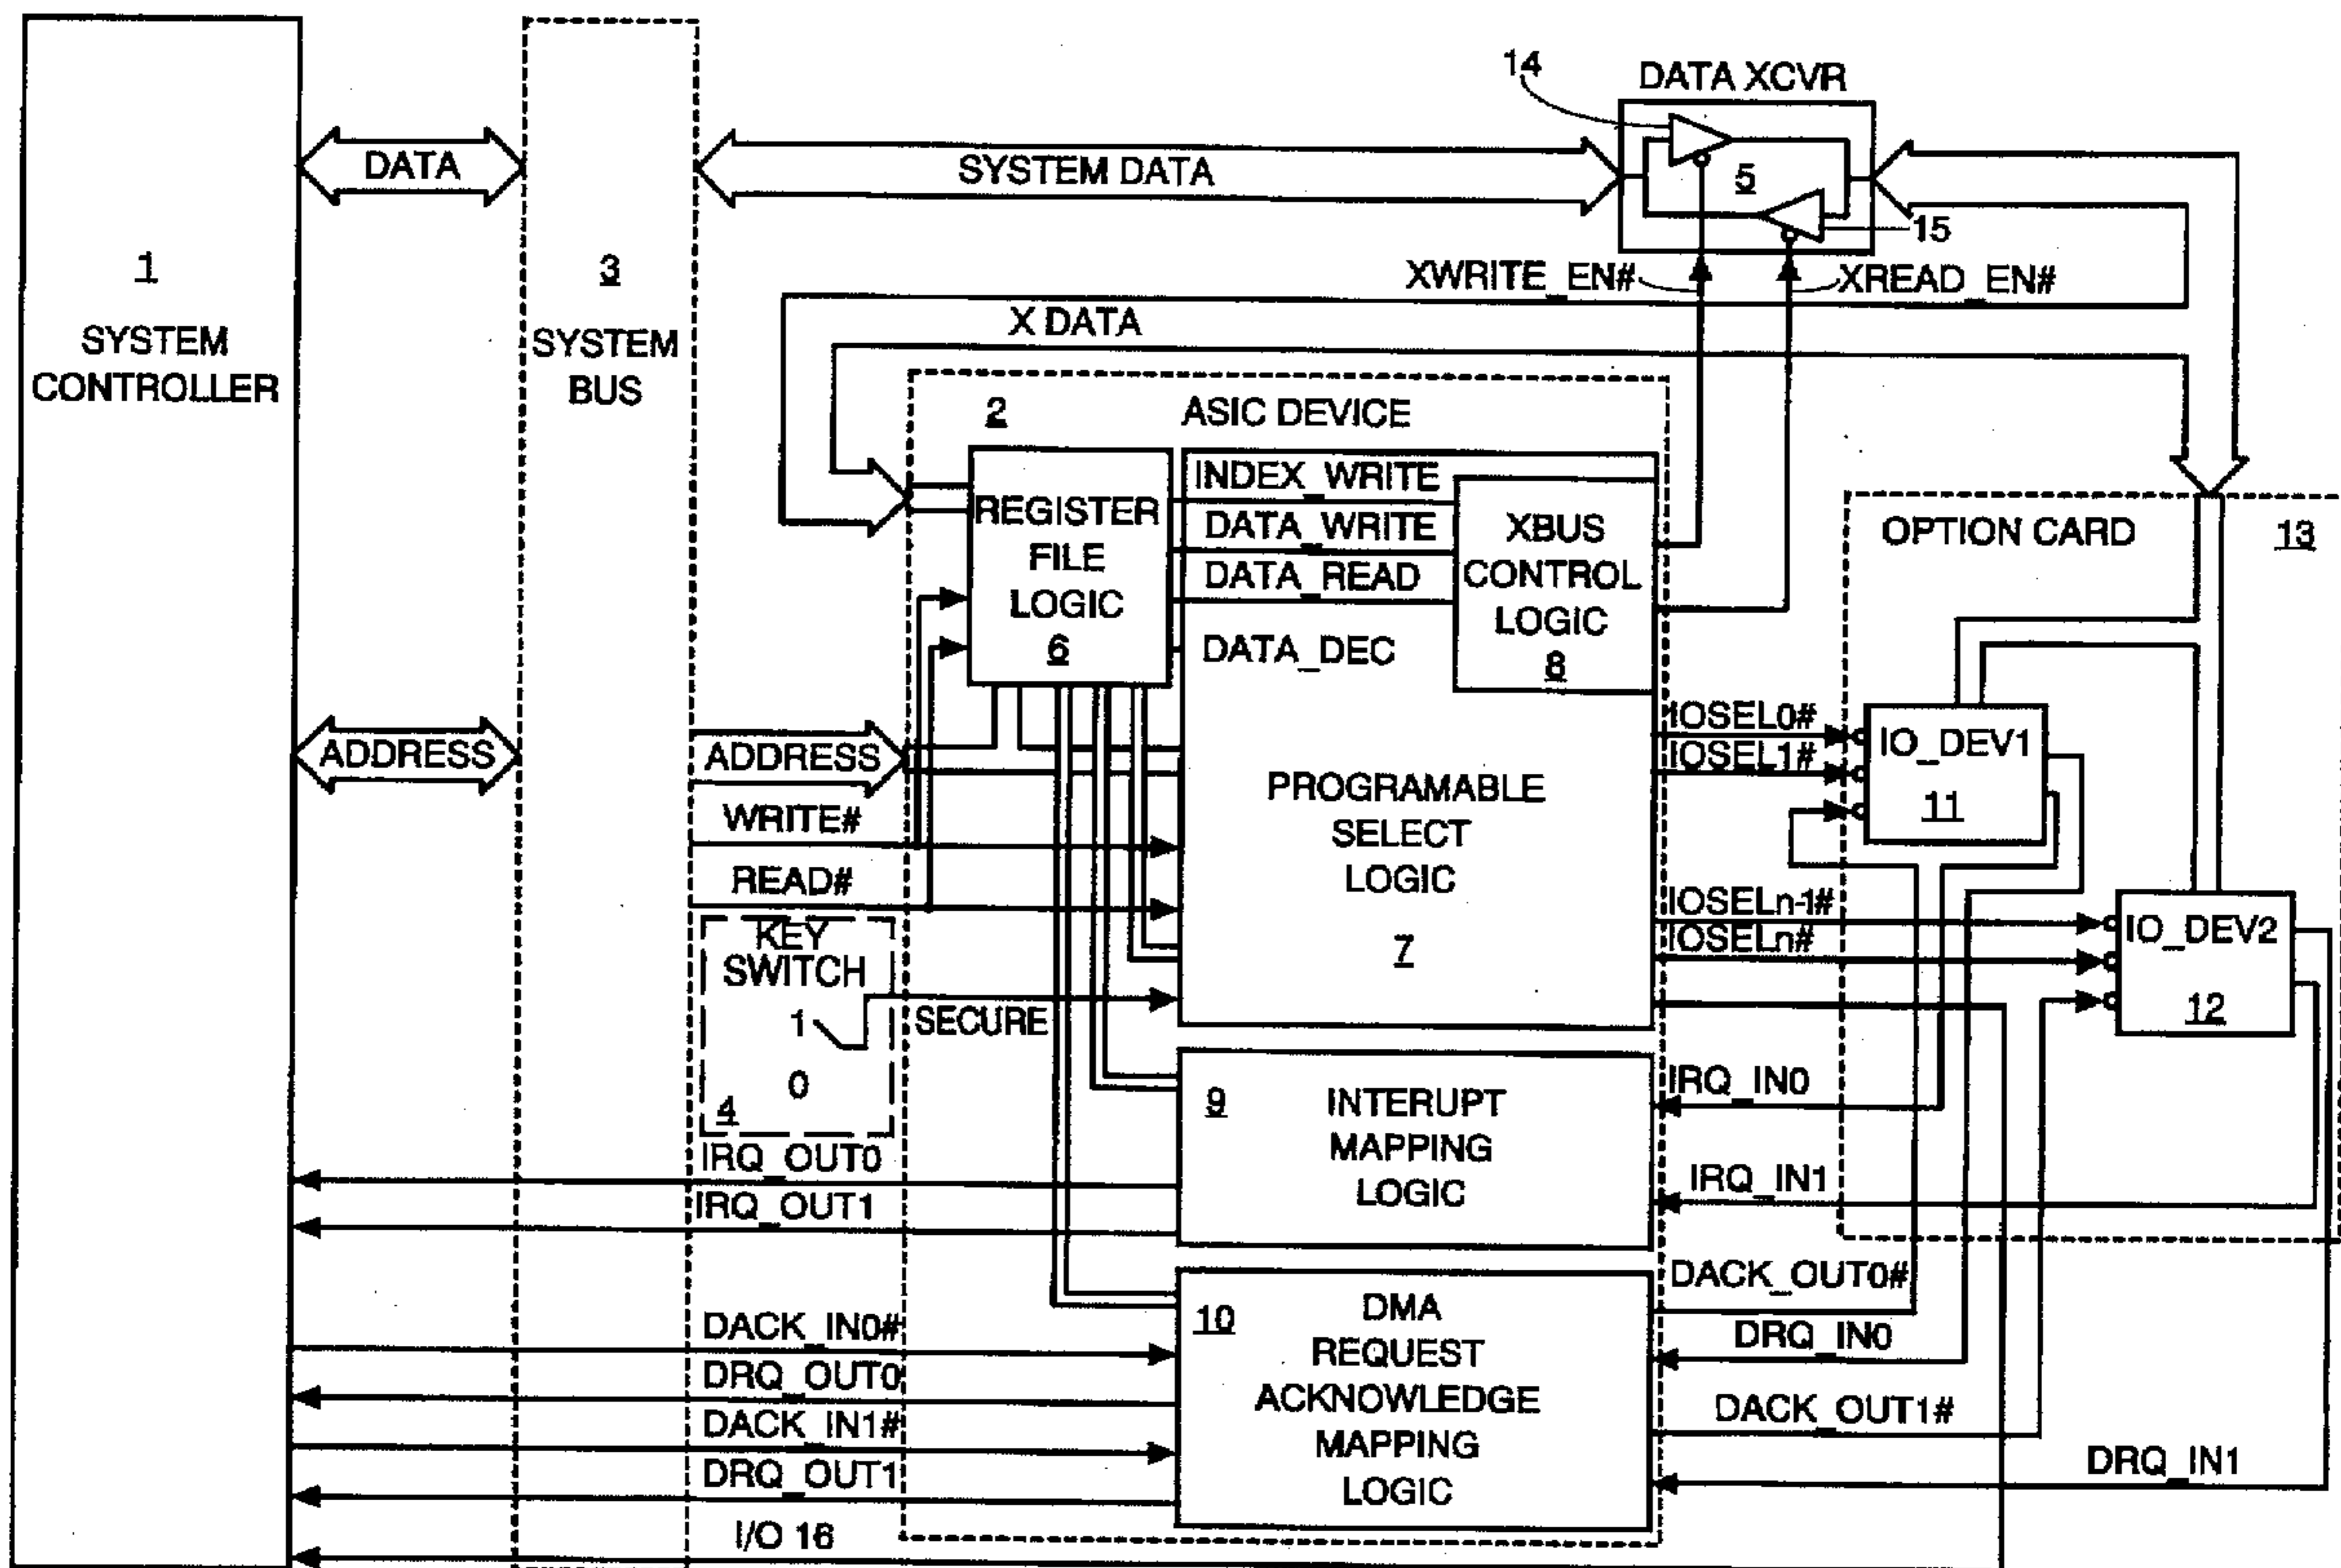 14
DATA XCVR
DATA
SYSTEM DATA
5
15
1
SYSTEM
CONTROLLER
3
SYSTEM
BUS
XWRITE_EN#
XREAD_EN#
X DATA
2
ASIC DEVICE
REGISTER
FILE
LOGIC
6
INDEX_WRITE
DATA_WRITE
DATA_READ
DATA_DEC
XBUS
CONTROL
LOGIC
8
OPTION CARD
13
ADDRESS
ADDRESS
WRITE#
READ#
PROGRAMABLE
SELECT
LOGIC
7
IOSEL0#
IOSEL1#
IO_DEV1
11
IOSELn-1#
IOSELn#
IO_DEV2
12
KEY
SWITCH
1
0
4
SECURE
9
INTERUPT
MAPPING
LOGIC
IRQ_IN0
IRQ_IN1
IRQ_OUT0
IRQ_OUT1
10
DMA
REQUEST
ACKNOWLEDGE
MAPPING
LOGIC
DACK_OUT0#
DRQ_IN0
DACK_OUT1#
DRQ_IN1
DACK_IN0#
DRQ_OUT0
DACK_IN1#
DRQ_OUT1
I/O 16